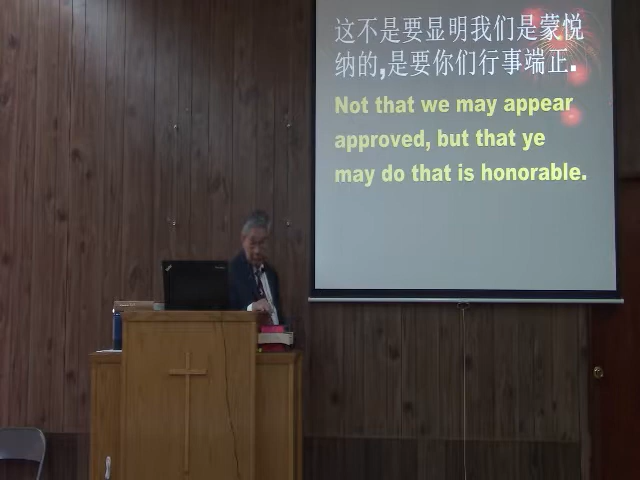 这不是要显明我们是蒙悦
纳的,是要你们行事端正.
Not that we may appear
approved, but that ye
may do that is honorable.